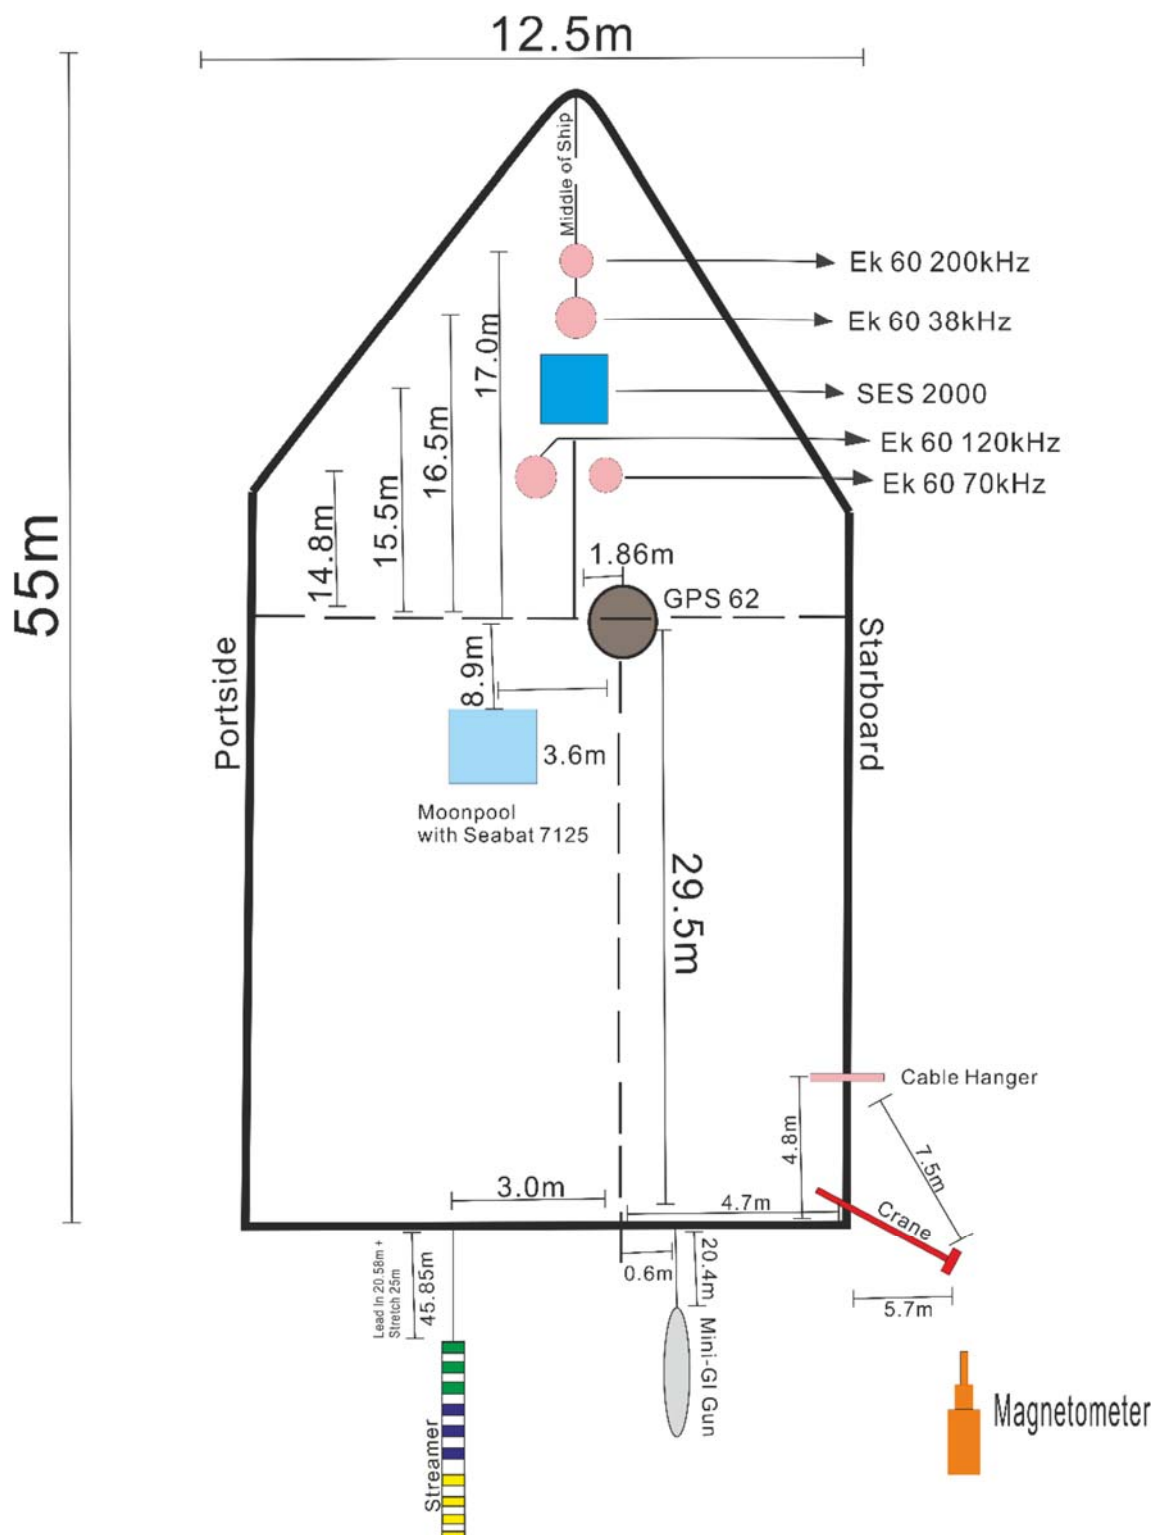 12.5m
55m
Middle of Ship
Ek 60 200kHz
Ek 60 38kHz
17.0m
SES 2000
16.5m
Ek 60 120kHz
15.5m
Ek 60 70kHz
14.8m
1.86m
GPS 62
Portside
Starboard
8.9m
3.6m
Moonpool
with Seabat 7125
29.5m
Cable Hanger
4.8m
7.5m
3.0m
4.7m
Crane
Lead In 20.58m +
Stretch 25m
45.85m
0.6m
20.4m
5.7m
Mini-GI Gun
Magnetometer
Streamer